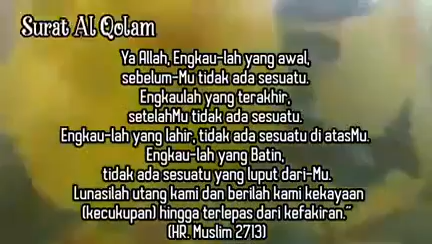 Surat Al Qolam
Ya Allah, Engkau-lah yang awal,
sebelum-Mu tidak ada sesuatu.
Engkaulah yang terakhir,
setelahMu tidak ada sesuatu.
Engkau-lah yang lahir, tidak ada sesuatu di atasMu.
Engkau-lah yang Batin,
tidak ada sesuatu yang luput dari-Mu.
Lunasilah utang kami dan berilah kami kekayaan
(kecukupan) hingga terlepas dari kefakiran.”
(HR. Muslim 2713)